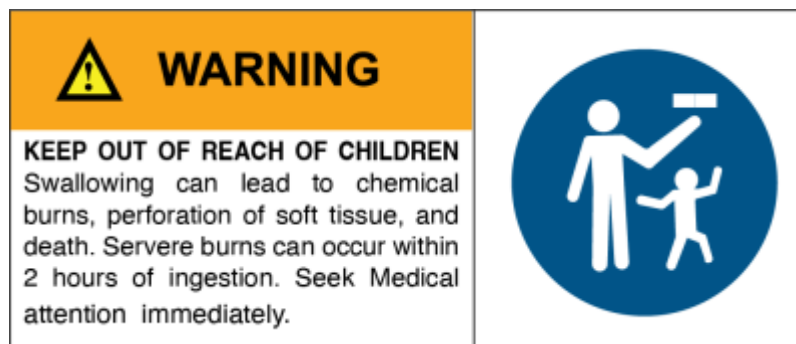 WARNING
KEEP OUT OF REACH OF CHILDREN
Swallowing can lead to chemical
burns, perforation of soft tissue, and
death. Servere burns can occur within
2 hours of ingestion. Seek Medical
attention immediately.